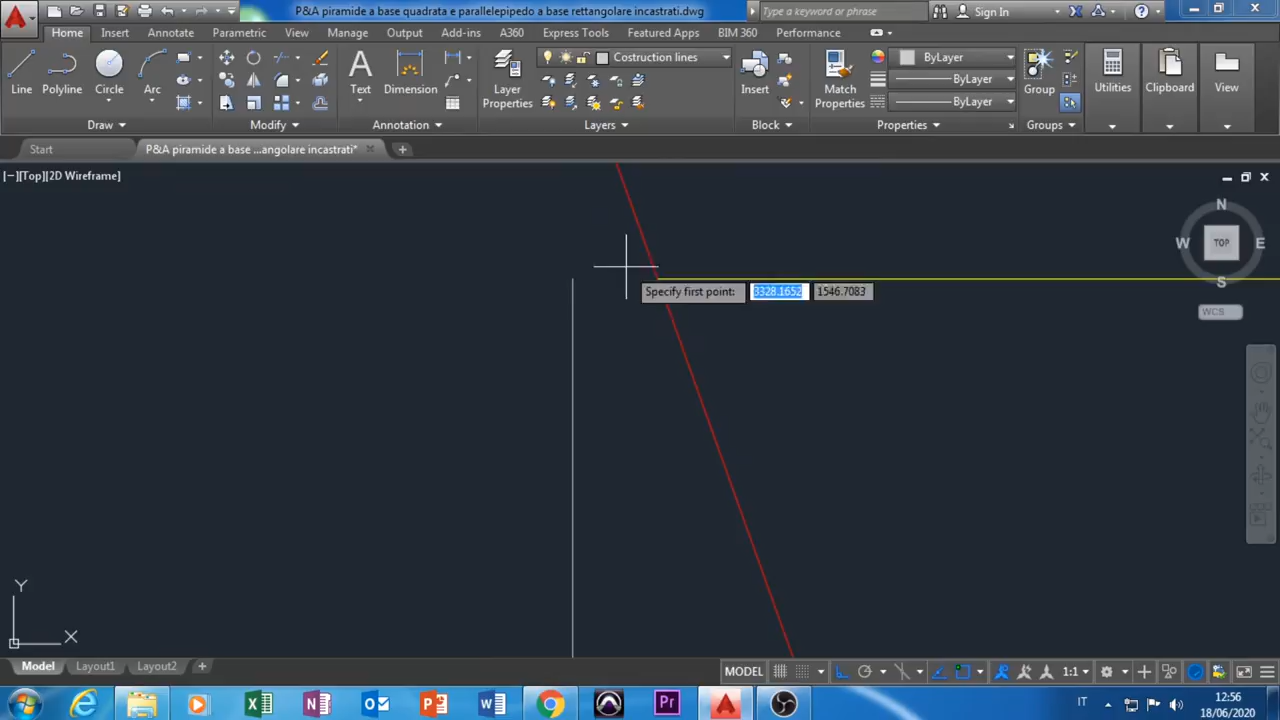 P&A piramide a base quadrata e parallelepipedo a base rettangolare incastrati.dwg
Type a keyword or phrase
Sign In
Home Insert Annotate Parametric View Manage Output Add-ins A360 Express Tools Featured Apps BIM 360 Performance
Line Polyline Circle Arc
Text Dimension
Layer Properties
Costruction lines
Insert
Match Properties
ByLayer
ByLayer
ByLayer
Group
Utilities Clipboard View
Draw Modify Annotation Layers Block Properties Groups
Start
P&A piramide a base ...angolare incastrati*
[−][Top][2D Wireframe]
N
W TOP E
S
WCS
Specify first point: 3328.1652 1546.7083
Y
X
Model Layout1 Layout2
MODEL
1:1
IT
12:56
18/06/2020